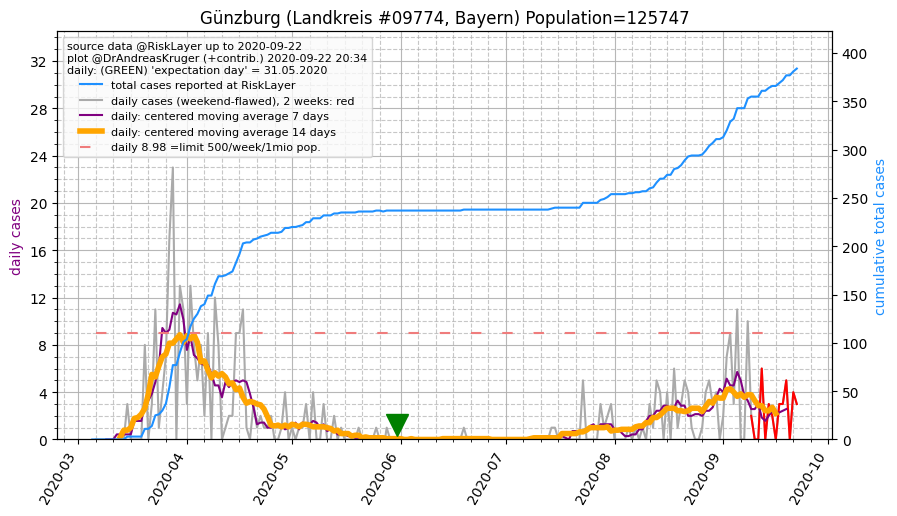 Günzburg (Landkreis #09774, Bayern) Population=125747
source data @RiskLayer up to 2020-09-22
plot @DrAndreasKruger (+contrib.) 2020-09-22 20:34
daily: (GREEN) 'expectation day' = 31.05.2020
total cases reported at RiskLayer
daily cases (weekend-flawed), 2 weeks: red
daily: centered moving average 7 days
daily: centered moving average 14 days
daily 8.98 =limit 500/week/1mio pop.
daily cases
32
28
24
20
16
12
8
4
0
cumulative total cases
400
350
300
250
200
150
100
50
0
2020-03
2020-04
2020-05
2020-06
2020-07
2020-08
2020-09
2020-10